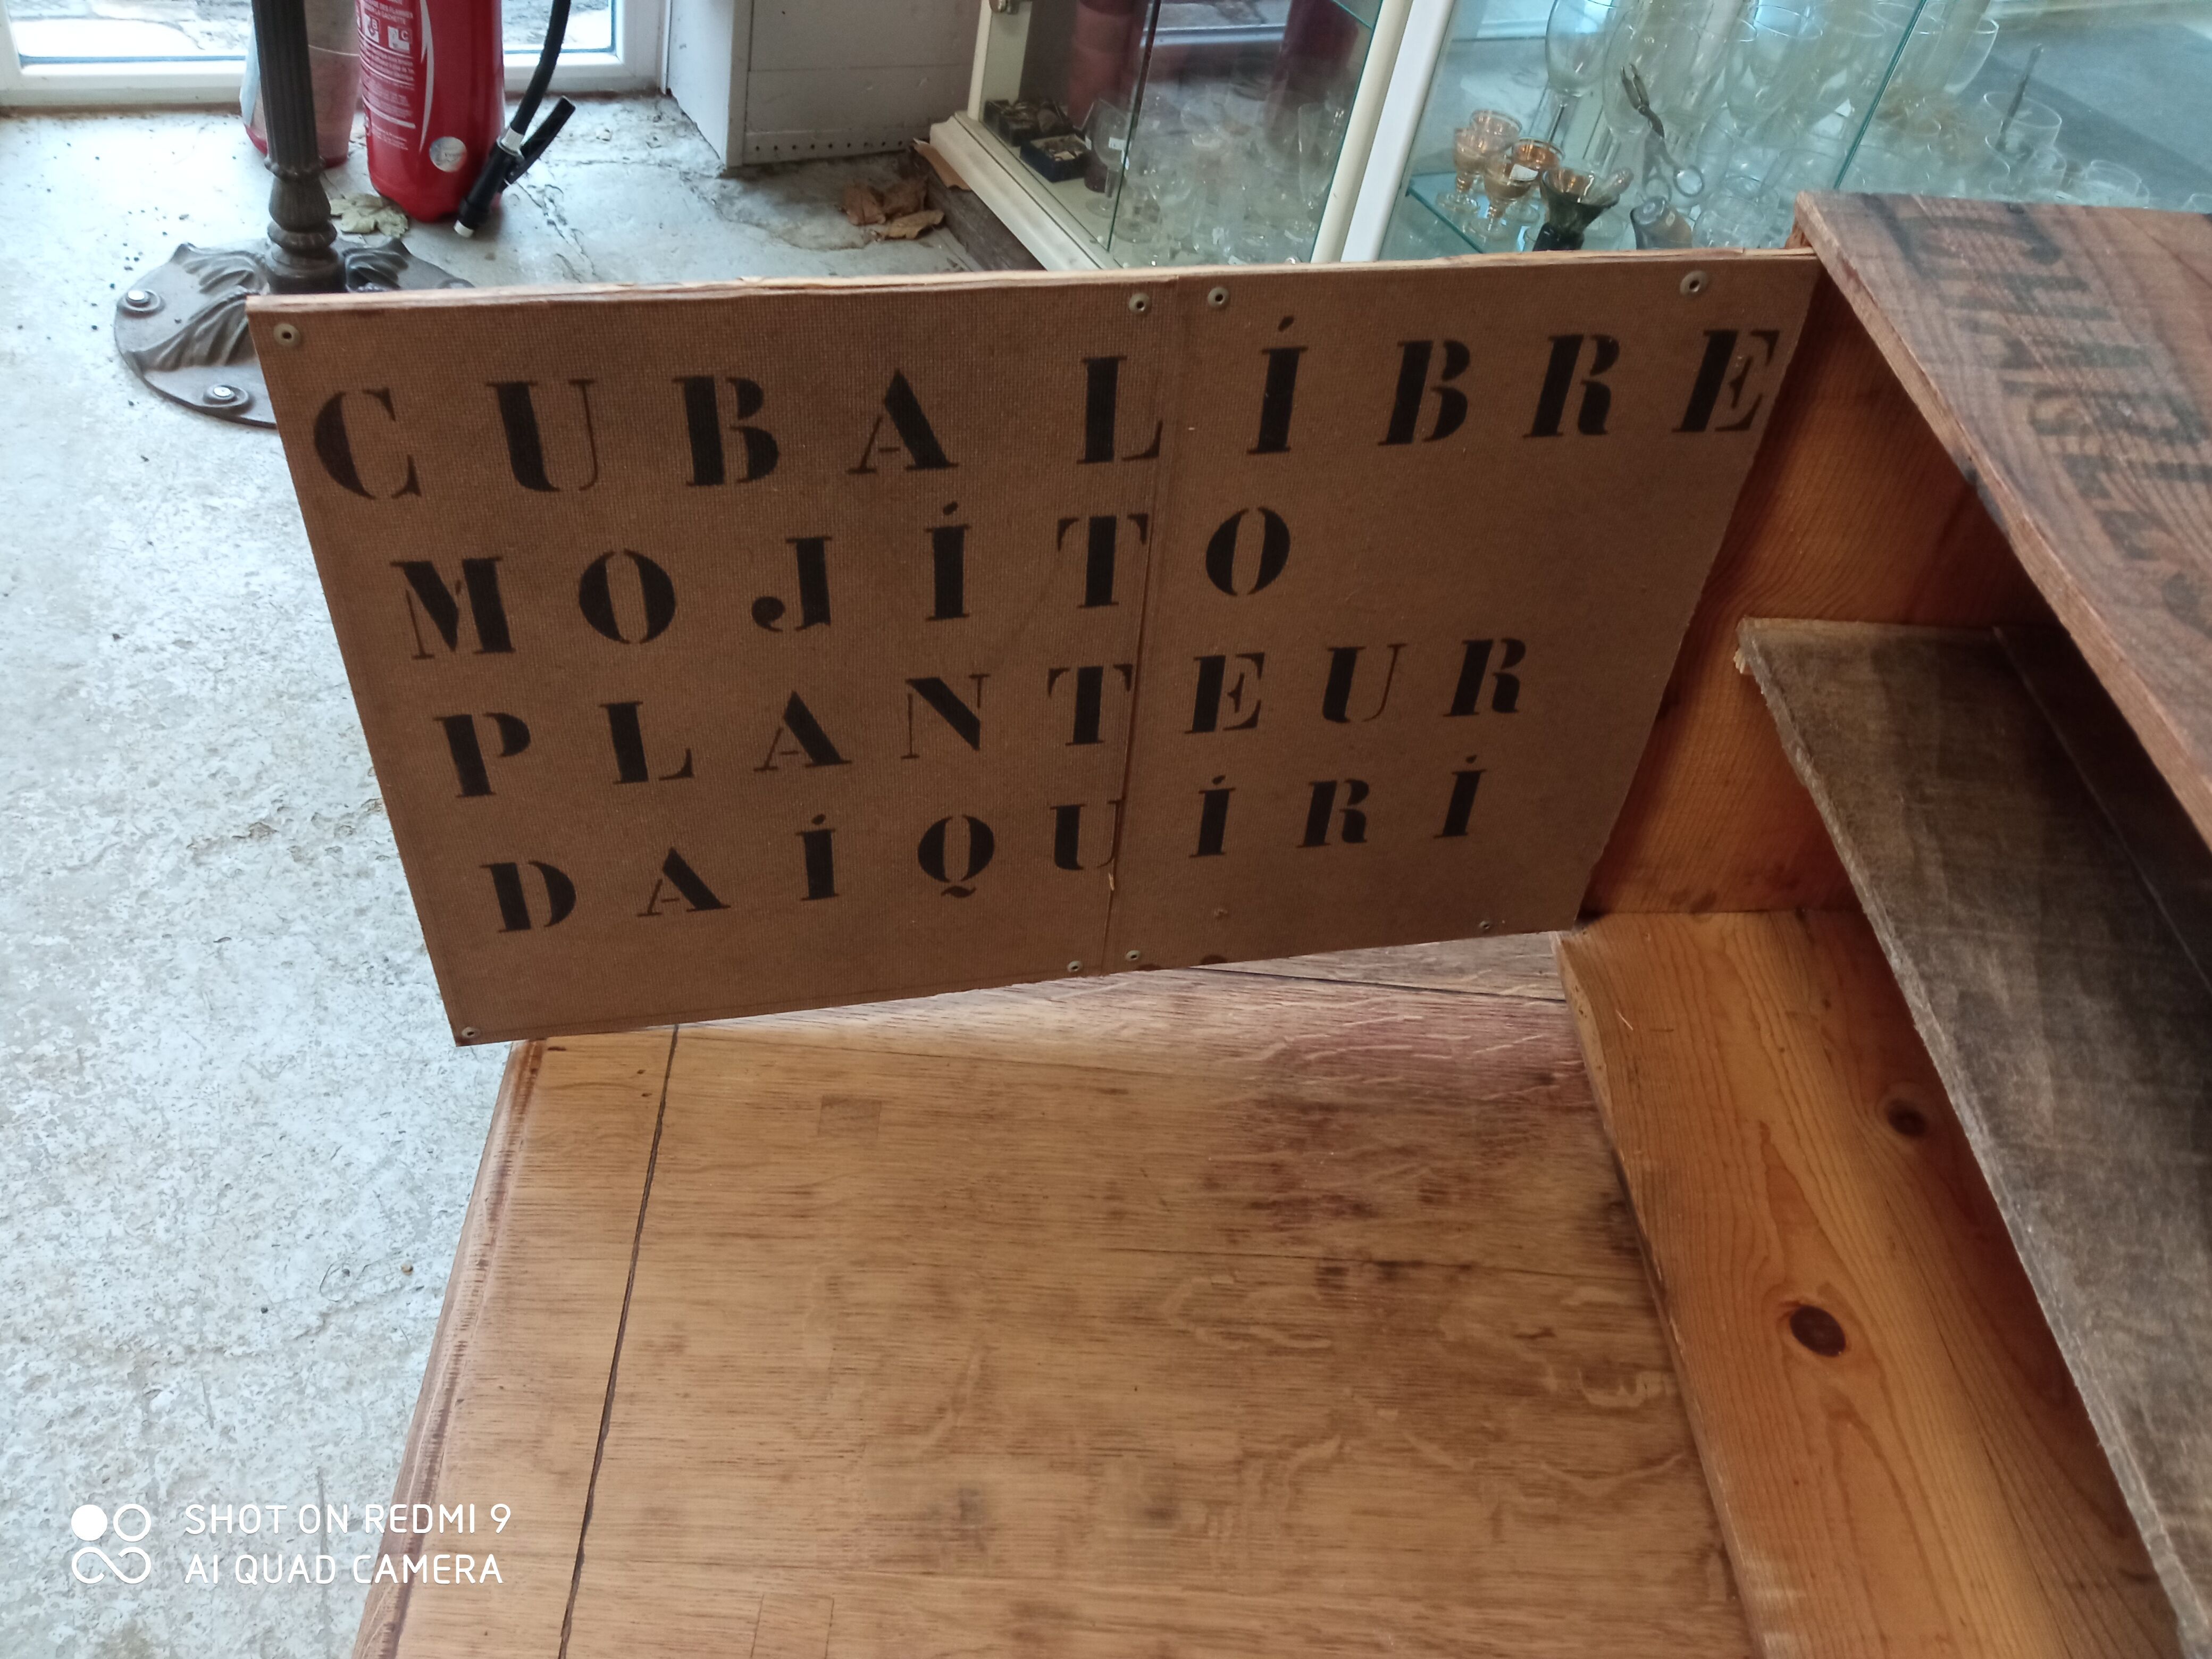 CUBA LİBRE
MOJİTO
PLANTEUR
DAİQUİRİ
SHOT ON REDMI 9
AI QUAD CAMERA